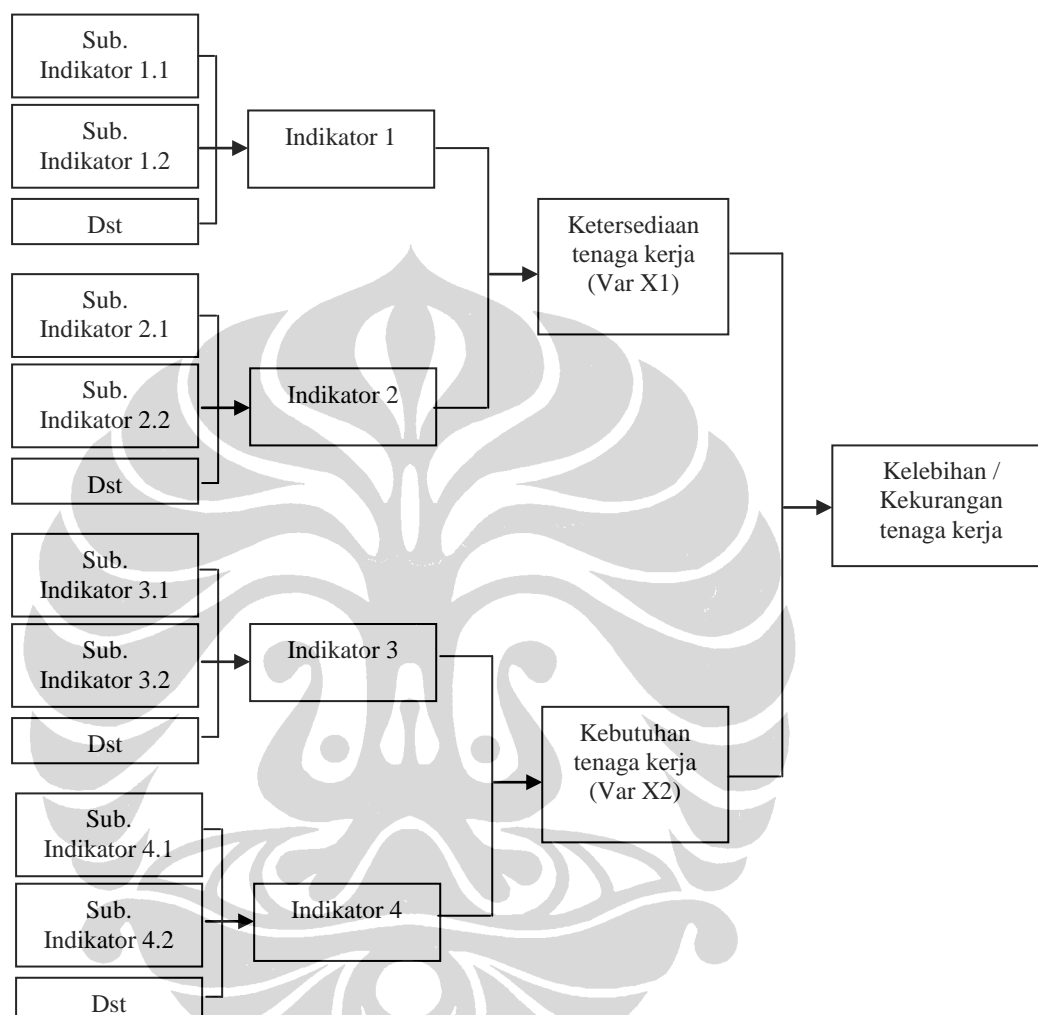 Sub.
Indikator 1.1
Sub.
Indikator 1.2
Dst
Indikator 1
Sub.
Indikator 2.1
Sub.
Indikator 2.2
Dst
Indikator 2
Ketersediaan
tenaga kerja
(Var X1)
Sub.
Indikator 3.1
Sub.
Indikator 3.2
Dst
Indikator 3
Sub.
Indikator 4.1
Sub.
Indikator 4.2
Dst
Indikator 4
Kebutuhan
tenaga kerja
(Var X2)
Kelebihan /
Kekurangan
tenaga kerja